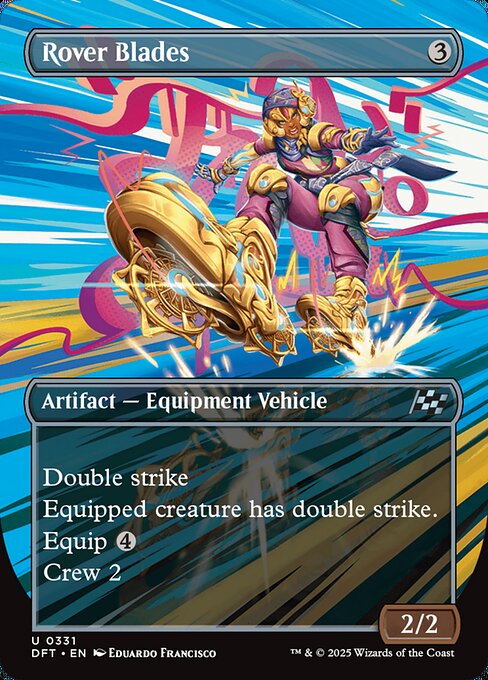 Rover Blades 3
Artifact — Equipment Vehicle
Double strike
Equipped creature has double strike.
Equip 4
Crew 2
2/2
U 0331
DFT • EN Eduardo Francisco ™ & © 2025 Wizards of the Coast